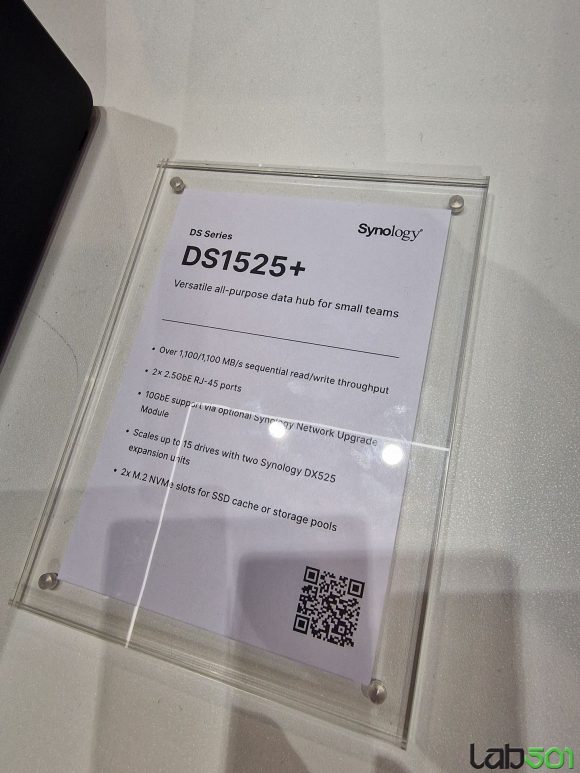 Synology®
DS Series
DS1525+
Versatile all-purpose data hub for small teams
• Over 1,100/1,100 MB/s sequential read/write throughput
• 2× 2.5GbE RJ-45 ports
• 10GbE support via optional Synology Network Upgrade
Module
• Scales up to 15 drives with two Synology DX525
expansion units
• 2x M.2 NVMe slots for SSD cache or storage pools
Lab501